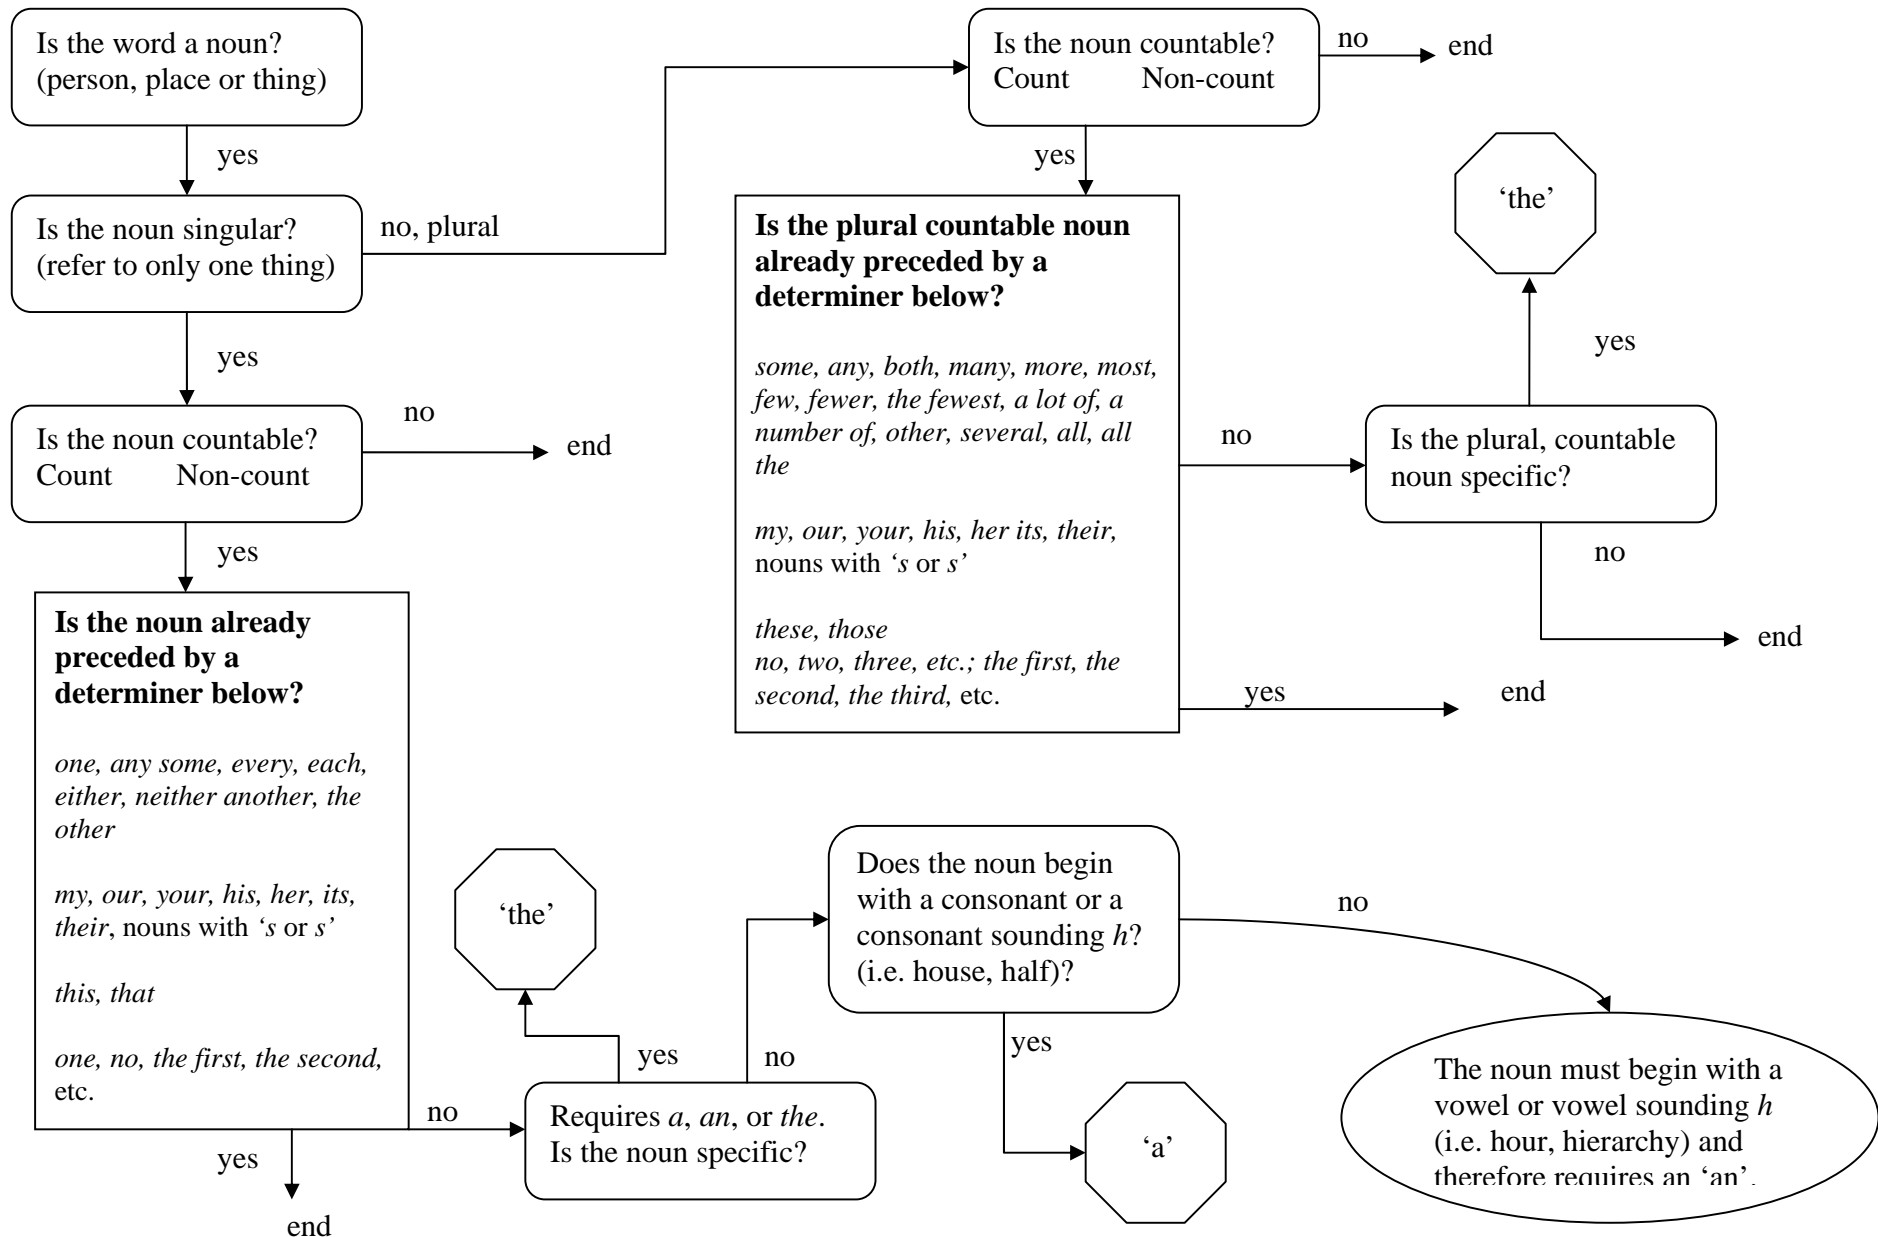 Is the word a noun?
(person, place or thing)
yes
Is the noun singular?
(refer to only one thing)
no, plural
yes
Is the noun countable?
Count Non-count
no
end
yes
Is the noun already
preceded by a
determiner below?
one, any some, every, each,
either, neither another, the
other
my, our, your, his, her, its,
their, nouns with ‘s or s’
this, that
one, no, the first, the second,
etc.
yes
end
no
Requires a, an, or the.
Is the noun specific?
yes
‘the’
no
Does the noun begin
with a consonant or a
consonant sounding h?
(i.e. house, half)?
yes
‘a’
no
The noun must begin with a
vowel or vowel sounding h
(i.e. hour, hierarchy) and
therefore requires an ‘an’.
Is the noun countable?
Count Non-count
no
end
yes
Is the plural countable noun
already preceded by a
determiner below?
some, any, both, many, more, most,
few, fewer, the fewest, a lot of, a
number of, other, several, all, all
the
my, our, your, his, her its, their,
nouns with ‘s or s’
these, those
no, two, three, etc.; the first, the
second, the third, etc.
yes
end
no
Is the plural, countable
noun specific?
yes
‘the’
no
end